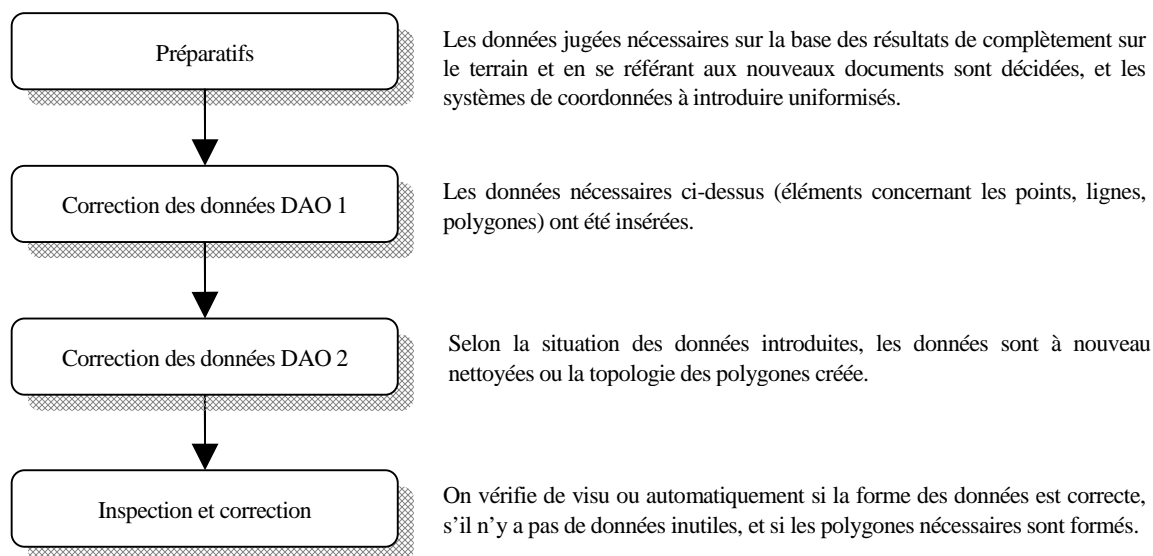 Préparatifs
Les données jugées nécessaires sur la base des résultats de complètement sur
le terrain et en se référant aux nouveaux documents sont décidées, et les
systèmes de coordonnées à introduire uniformisés.
Correction des données DAO 1
Les données nécessaires ci-dessus (éléments concernant les points, lignes,
polygones) ont été insérées.
Correction des données DAO 2
Selon la situation des données introduites, les données sont à nouveau
nettoyées ou la topologie des polygones créée.
Inspection et correction
On vérifie de visu ou automatiquement si la forme des données est correcte,
s’il n’y a pas de données inutiles, et si les polygones nécessaires sont formés.